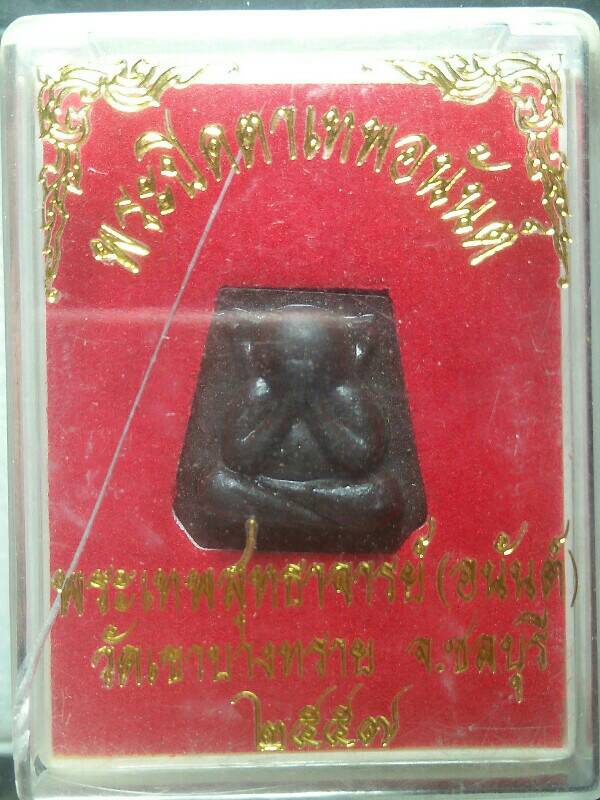 พระปิดตาเทพอนันต์
พระเทพสุทธาจารย์ (อนันต์)
วัดเขาบางทราย จ.ชลบุรี
๒๕๕๗